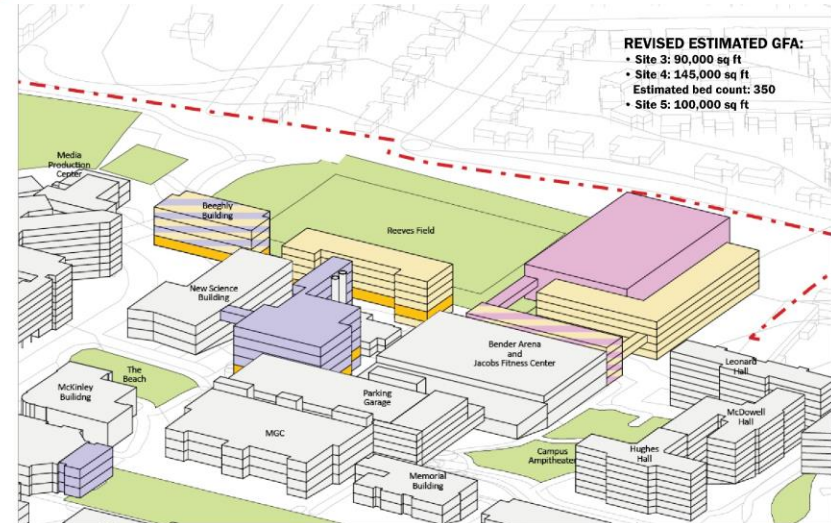 REVISED ESTIMATED GFA:
• Site 3: 90,000 sq ft
• Site 4: 145,000 sq ft
Estimated bed count: 350
• Site 5: 100,000 sq ft
Media
Production
Center
Beeghly
Building
Reeves Field
New Science
Building
Bender Arena
and
Jacobs Fitness Center
Leonard
Hall
The
Beach
McKinley
Builidng
Parking
Garage
McDowell
Hall
MGC
Campus
Ampitheater
Hughes
Hall
Memorial
Building